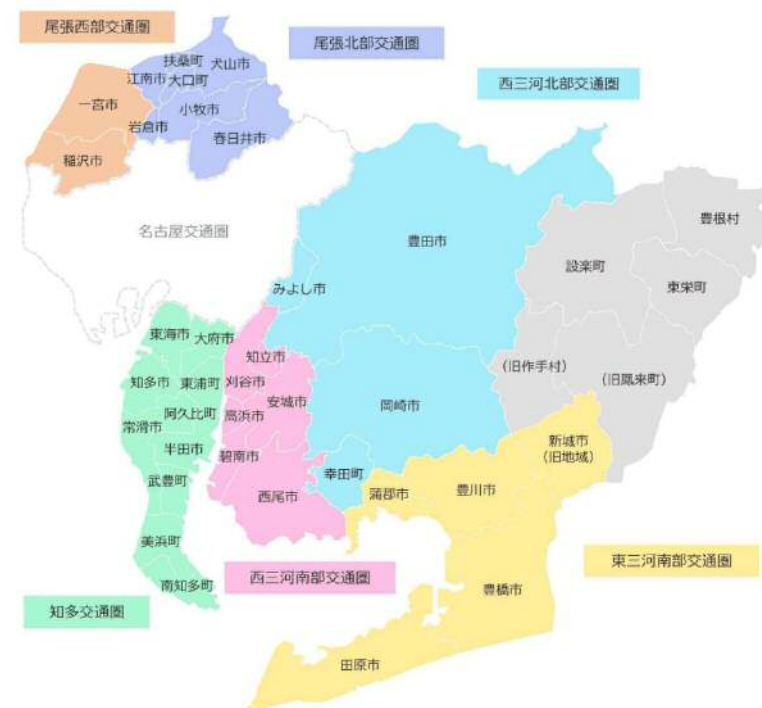 尾張西部交通圏
尾張北部交通圏
扶桑町
犬山市
江南市
大口町
西三河北部交通圏
一宮市
小牧市
岩倉市
春日井市
稲沢市
豊根村
名古屋交通圏
豊田市
設楽町
東栄町
みよし市
東海市
大府市
知立市
(旧作手村)
(旧鳳来町)
知多市
東浦町
刈谷市
安城市
岡崎市
阿久比町
高浜市
常滑市
新城市
(旧地域)
半田市
碧南市
幸田町
武豊町
西尾市
蒲郡市
豊川市
美浜町
東三河南部交通圏
南知多町
西三河南部交通圏
豊橋市
知多交通圏
田原市